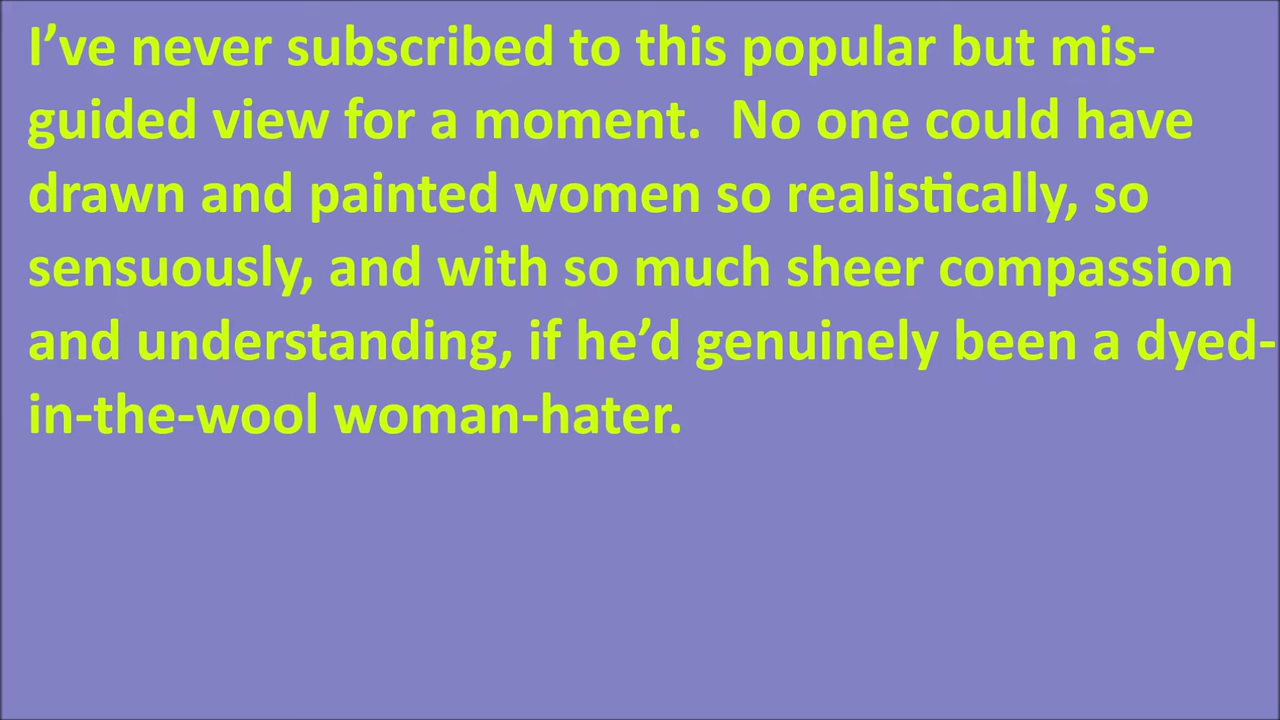 I’ve never subscribed to this popular but mis-
guided view for a moment.  No one could have
drawn and painted women so realistically, so
sensuously, and with so much sheer compassion
and understanding, if he’d genuinely been a dyed-
in-the-wool woman-hater.